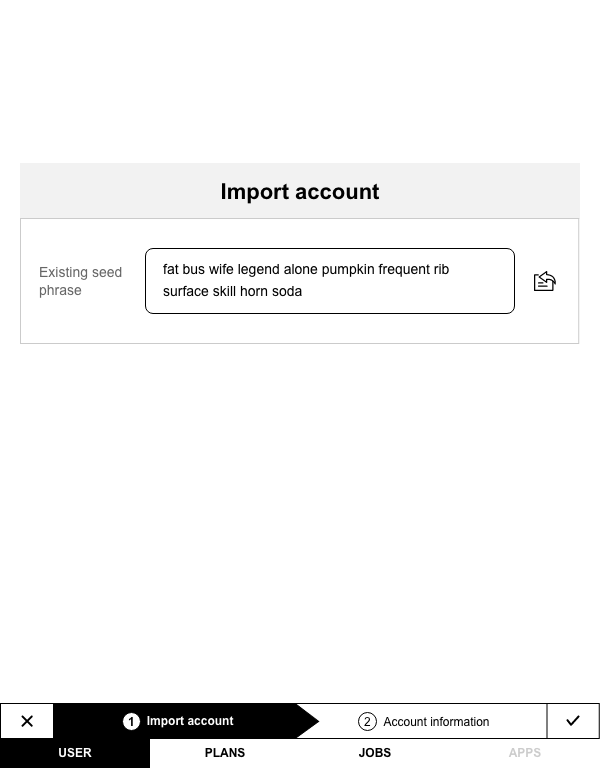 Import account
Existing seed
phrase
fat bus wife legend alone pumpkin frequent rib
surface skill horn soda
1 Import account
2 Account information
USER
PLANS
JOBS
APPS